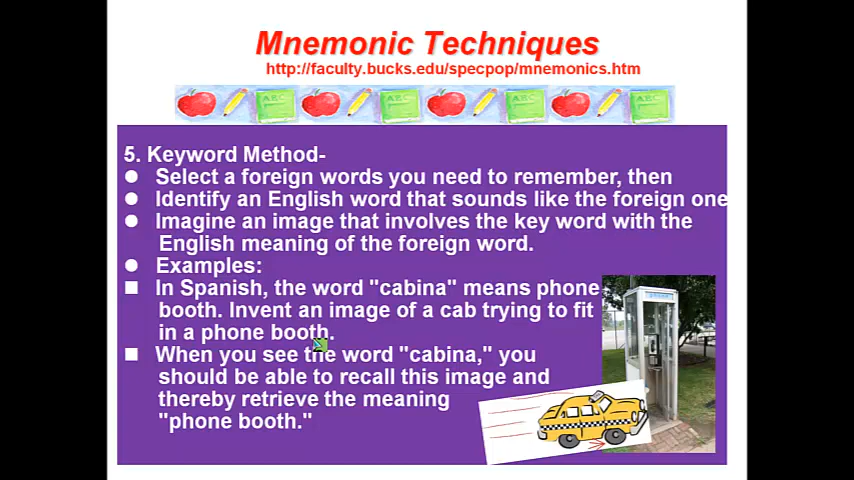 Mnemonic Techniques
http://faculty.bucks.edu/specpop/mnemonics.htm
ABC ABC ABC ABC
5. Keyword Method-
Select a foreign words you need to remember, then
Identify an English word that sounds like the foreign one
Imagine an image that involves the key word with the
English meaning of the foreign word.
Examples:
In Spanish, the word "cabina" means phone
booth. Invent an image of a cab trying to fit
in a phone booth.
When you see the word "cabina," you
should be able to recall this image and
thereby retrieve the meaning
"phone booth."